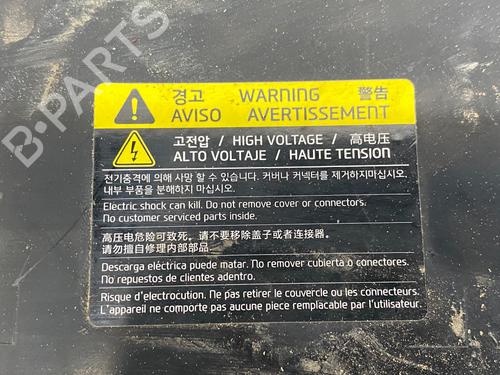 경고 WARNING 警告
AVISO AVERTISSEMENT
고전압 / HIGH VOLTAGE / 高电压
ALTO VOLTAJE / HAUTE TENSION
전기충격에 의해 사망 할 수 있습니다. 커버나 커넥터를 제거하지마십시오.
내부 부품을 분해하지 마십시오.
Electric shock can kill. Do not remove cover or connectors.
No customer serviced parts inside.
高压电危险可致死。请不要移除盖子或者连接器。
请勿擅自修理内部部品。
Descarga eléctrica puede matar. No remover cubierta o conectores.
No repuestos de clientes adentro.
Risque d'electrocution. Ne pas retirer le couvercle ou les connecteurs.
L'appareil ne comporte pas aucune piece remplacable par l'utilisateur.
B-PARTS
B-PARTS